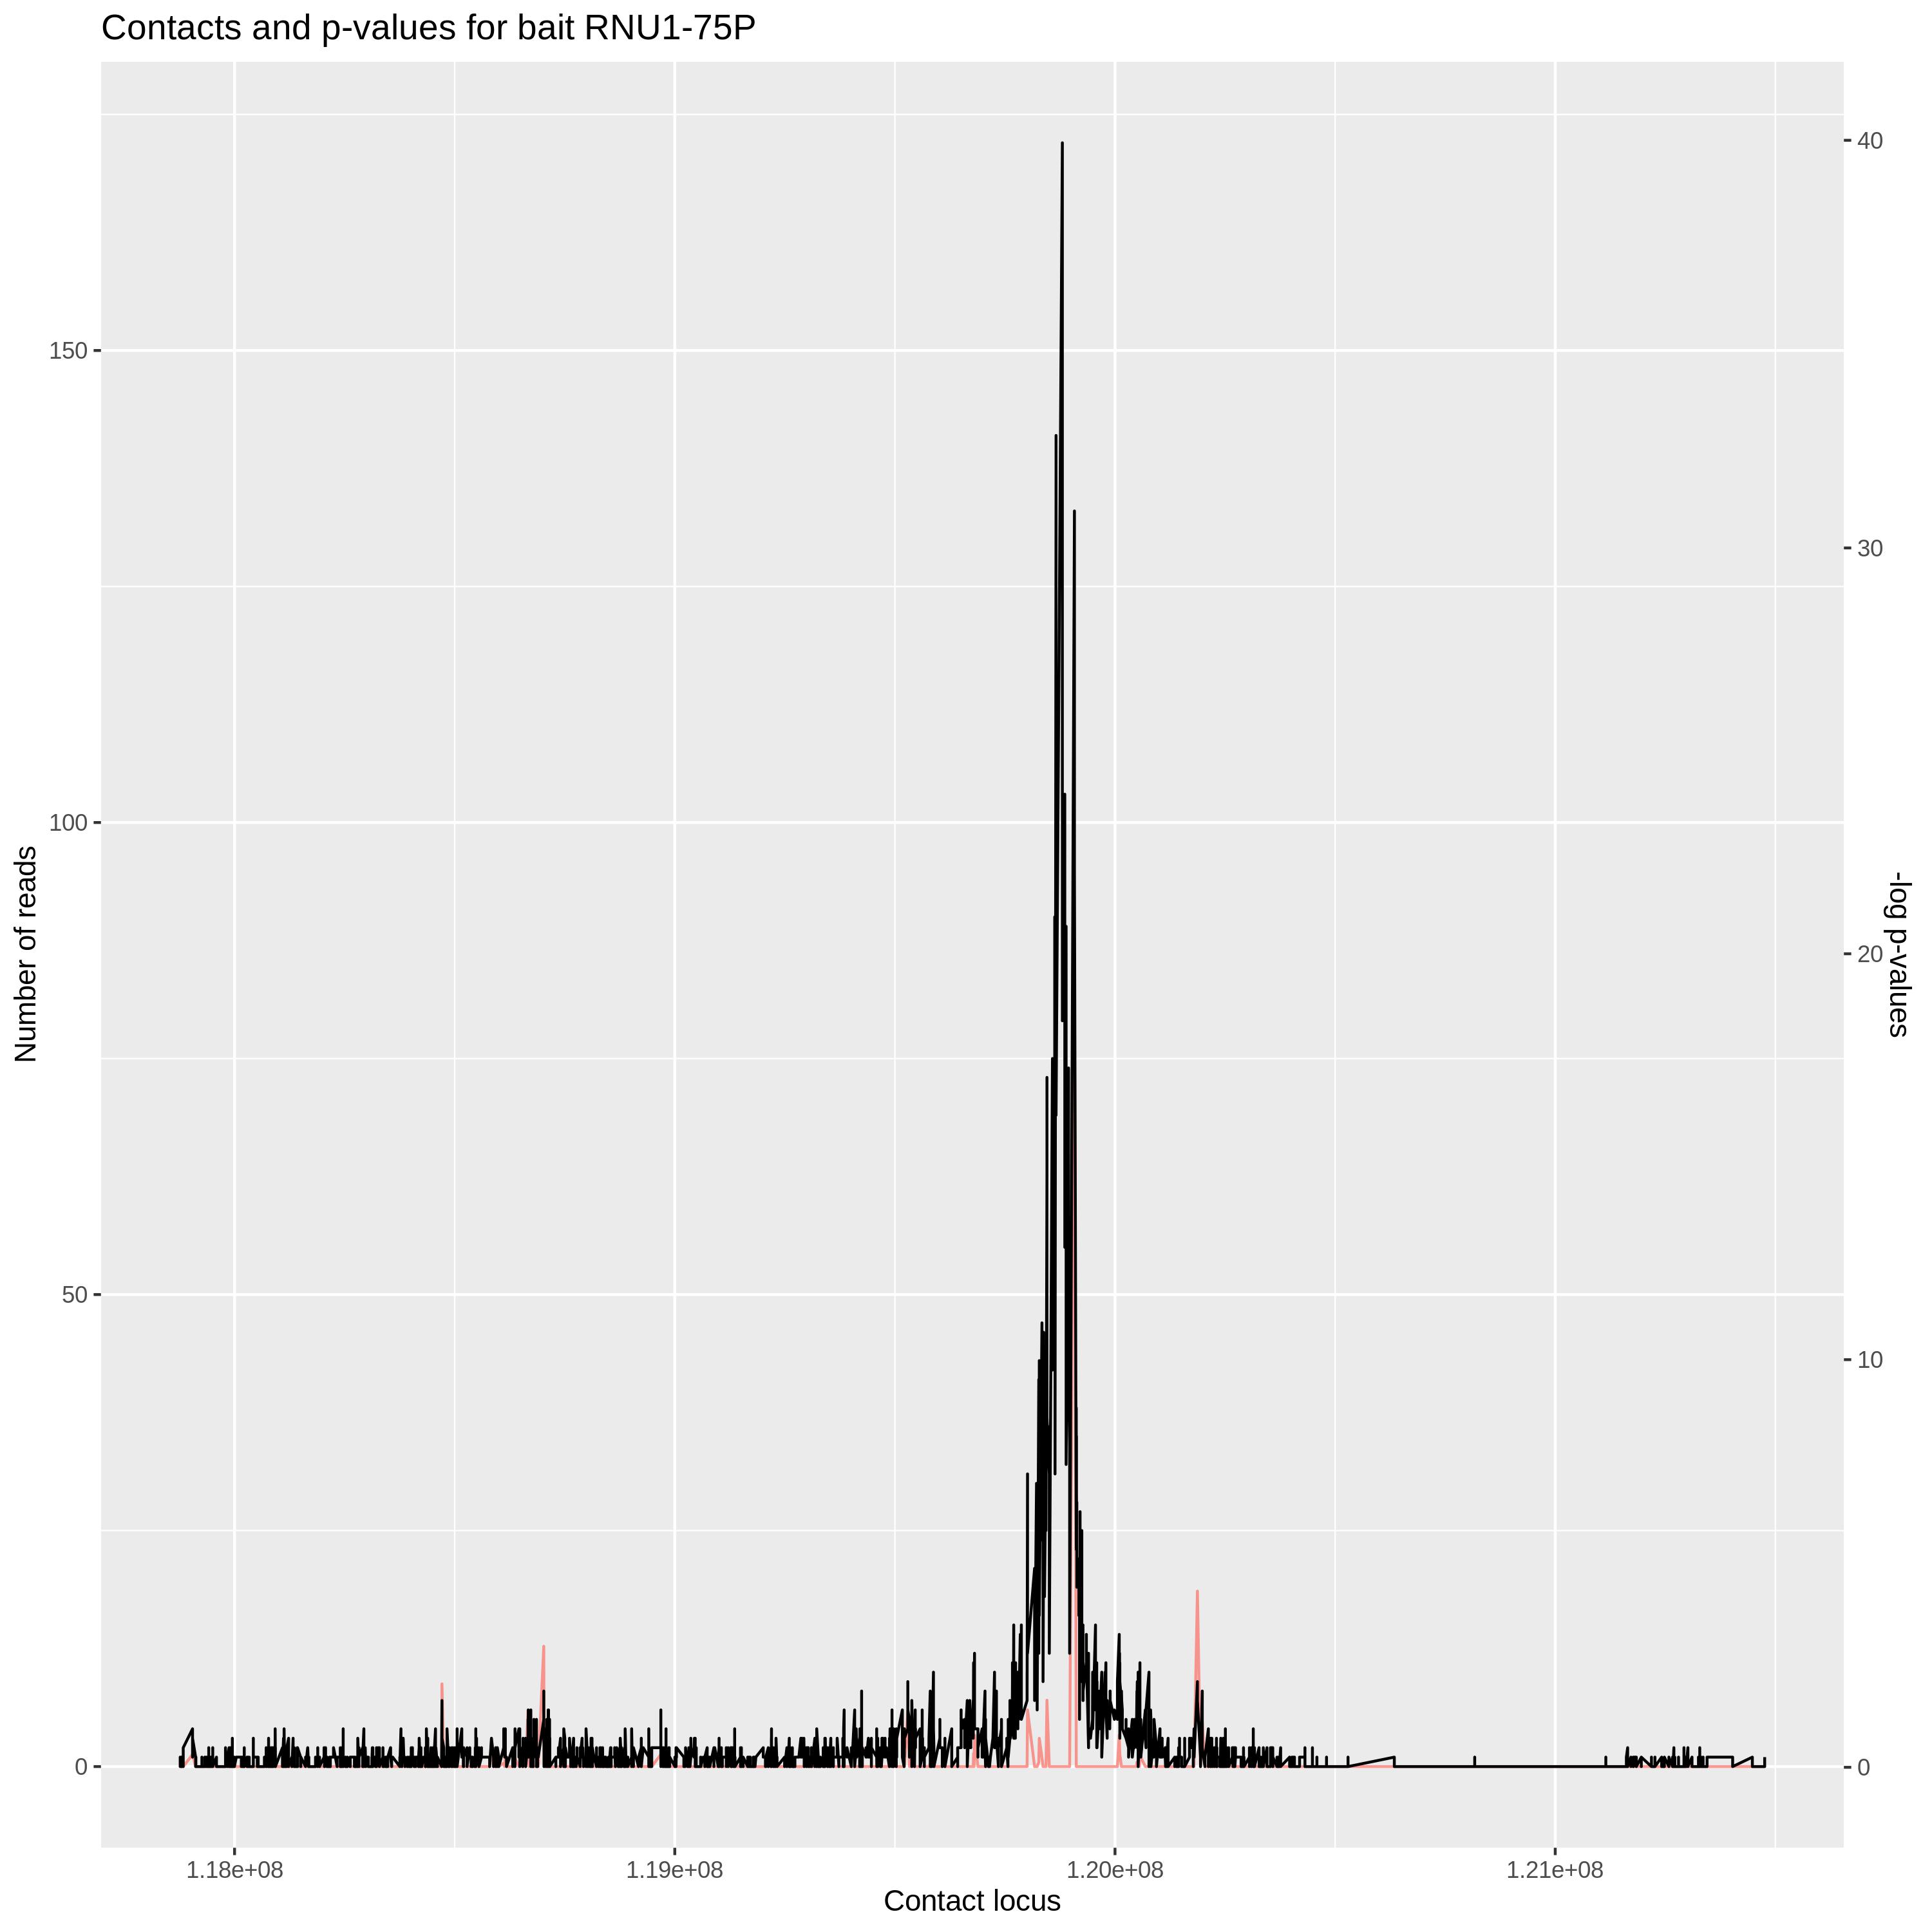 Contacts and p-values for bait RNU1-75P
40
150
30
100
20
Number of reads
-log p-values
50
10
0
0
1.18e+08
1.19e+08
1.20e+08
1.21e+08
Contact locus